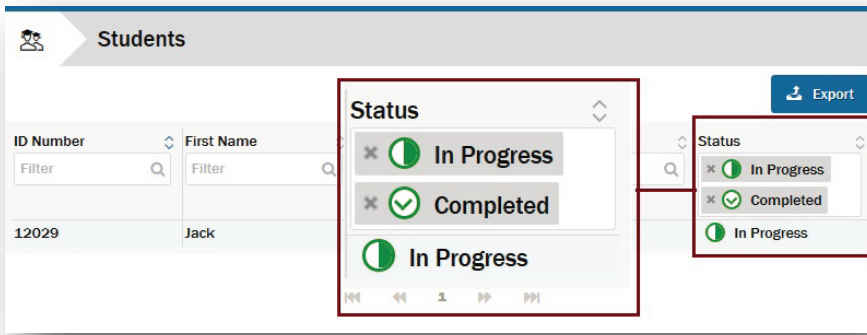 Students
Export
ID Number
First Name
Status
Filter
Filter
In Progress
Completed
12029
Jack
In Progress
Status
In Progress
Completed
In Progress
1